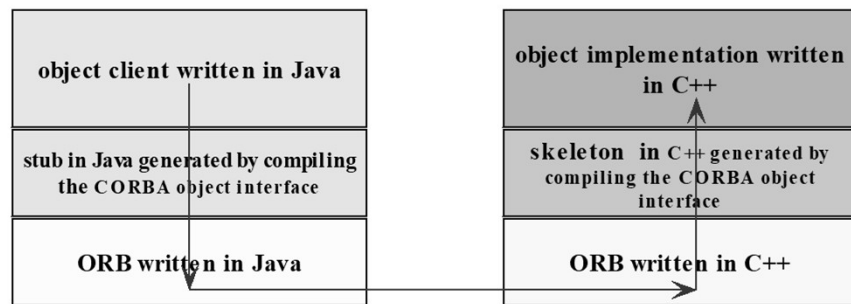 object client written in Java
stub in Java generated by compiling
the CORBA object interface
ORB written in Java
object implementation written
in C++
skeleton in C++ generated by
compiling the CORBA object
interface
ORB written in C++